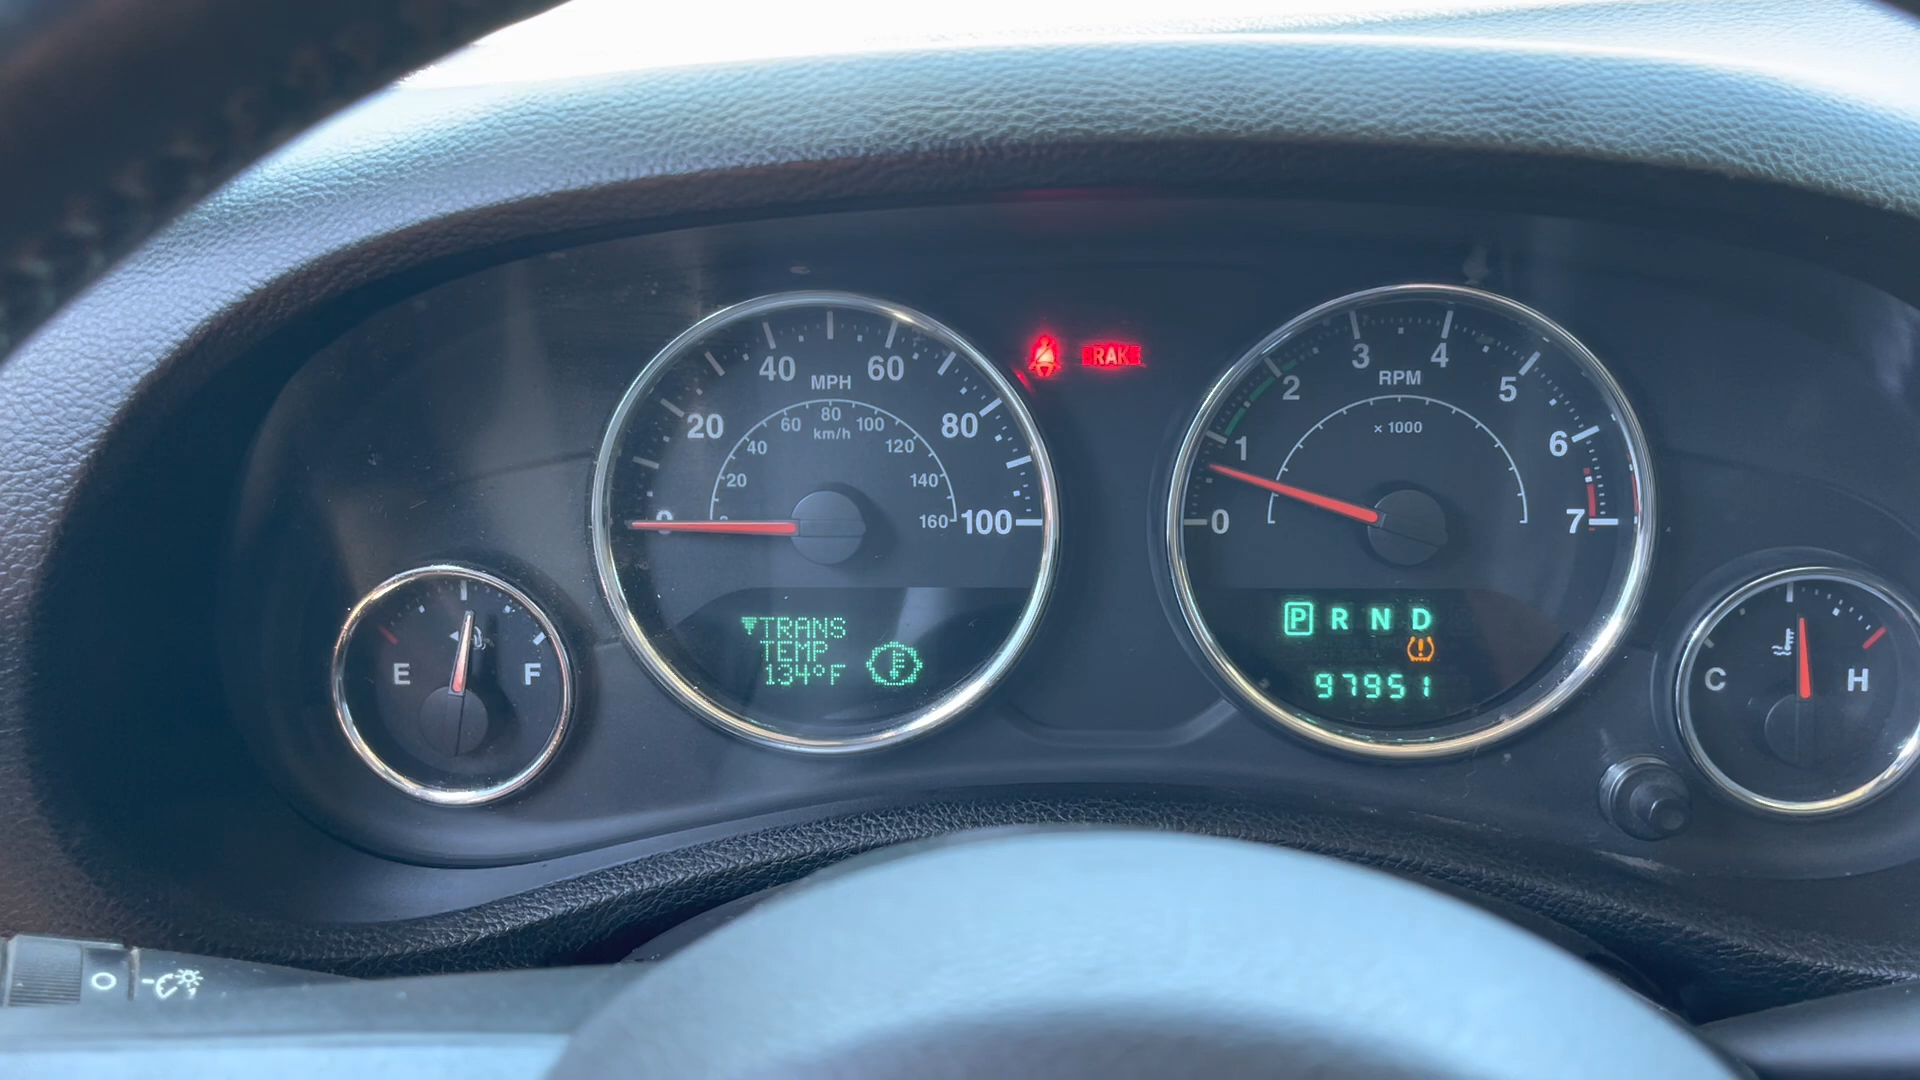 20 40 60 80 100
MPH
20 40 60 80 100 120 140 160
km/h
0
BRAKE
0 1 2 3 4 5 6 7
RPM
x 1000
E F
TRANS
TEMP
134°F
P R N D
97951
C H